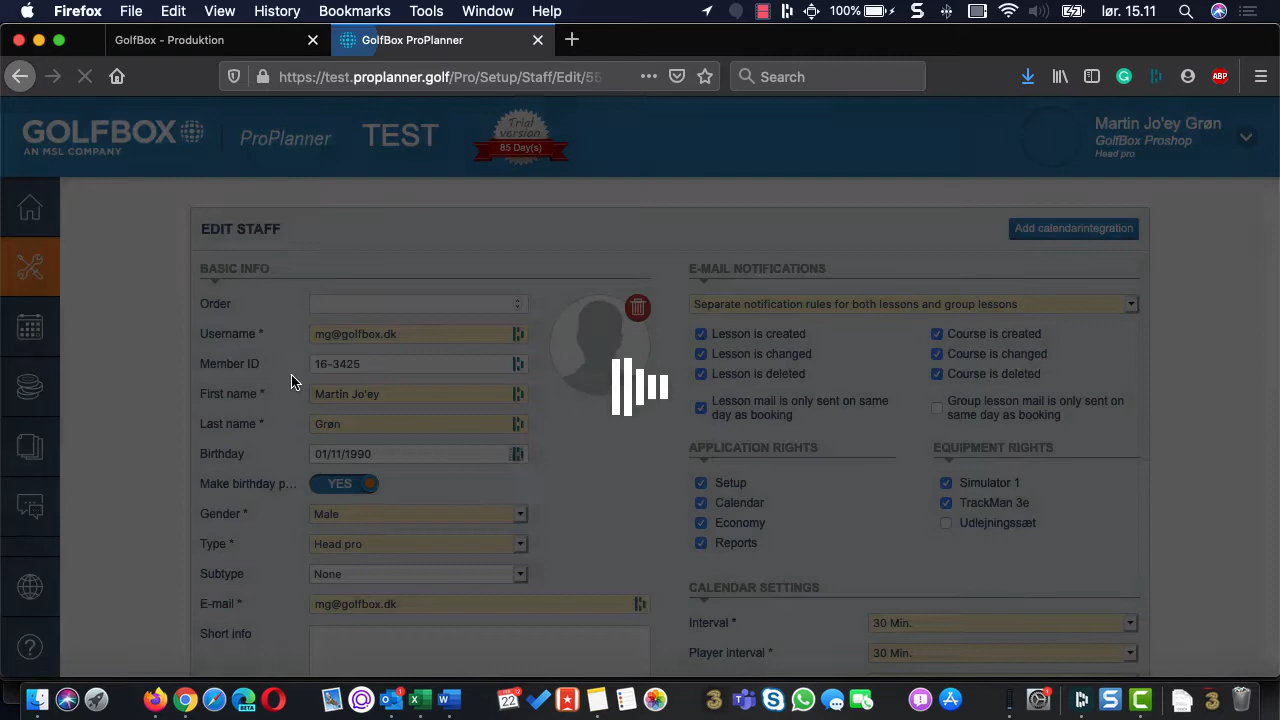 Firefox File Edit View History Bookmarks Tools Window Help 100% lør. 15.11
GolfBox - Produktion GolfBox ProPlanner
https://test.proplanner.golf/Pro/Setup/Staff/Edit/55 Search
GOLFBOX AN MSL COMPANY ProPlanner TEST Trial version 85 Day(s)
Martin Jo'ey Grøn
GolfBox Proshop
Head pro
EDIT STAFF Add calendarintegration
BASIC INFO
Order
Username * mg@golfbox.dk
Member ID 16-3425
First name * Martin Jo'ey
Last name * Grøn
Birthday 01/11/1990
Make birthday p... YES
Gender * Male
Type * Head pro
Subtype None
E-mail * mg@golfbox.dk
Short info
E-MAIL NOTIFICATIONS
Separate notification rules for both lessons and group lessons
Lesson is created Course is created
Lesson is changed Course is changed
Lesson is deleted Course is deleted
Lesson mail is only sent on same day as booking
Group lesson mail is only sent on same day as booking
APPLICATION RIGHTS EQUIPMENT RIGHTS
Setup Simulator 1
Calendar TrackMan 3e
Economy Udlejningssæt
Reports
CALENDAR SETTINGS
Interval * 30 Min.
Player interval * 30 Min.